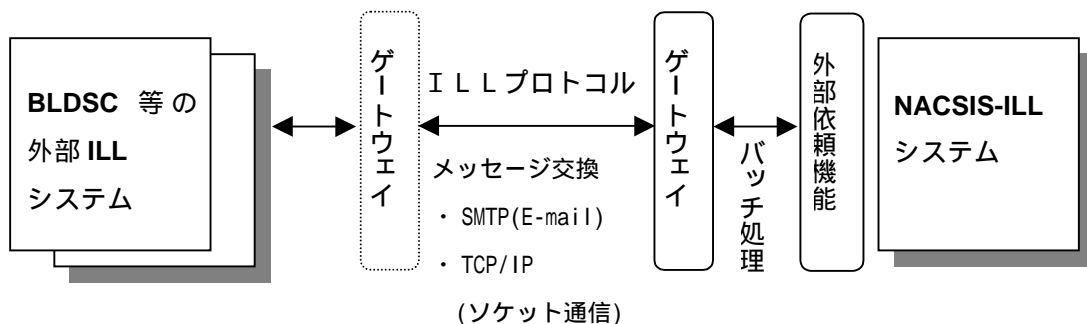 BLDSC 等の
外部 ILL
システム
ゲートウェイ
ＩＬＬプロトコル
メッセージ交換
・ SMTP(E-mail)
・ TCP/IP
(ソケット通信)
ゲートウェイ
バッチ処理
外部依頼機能
NACSIS-ILL
システム